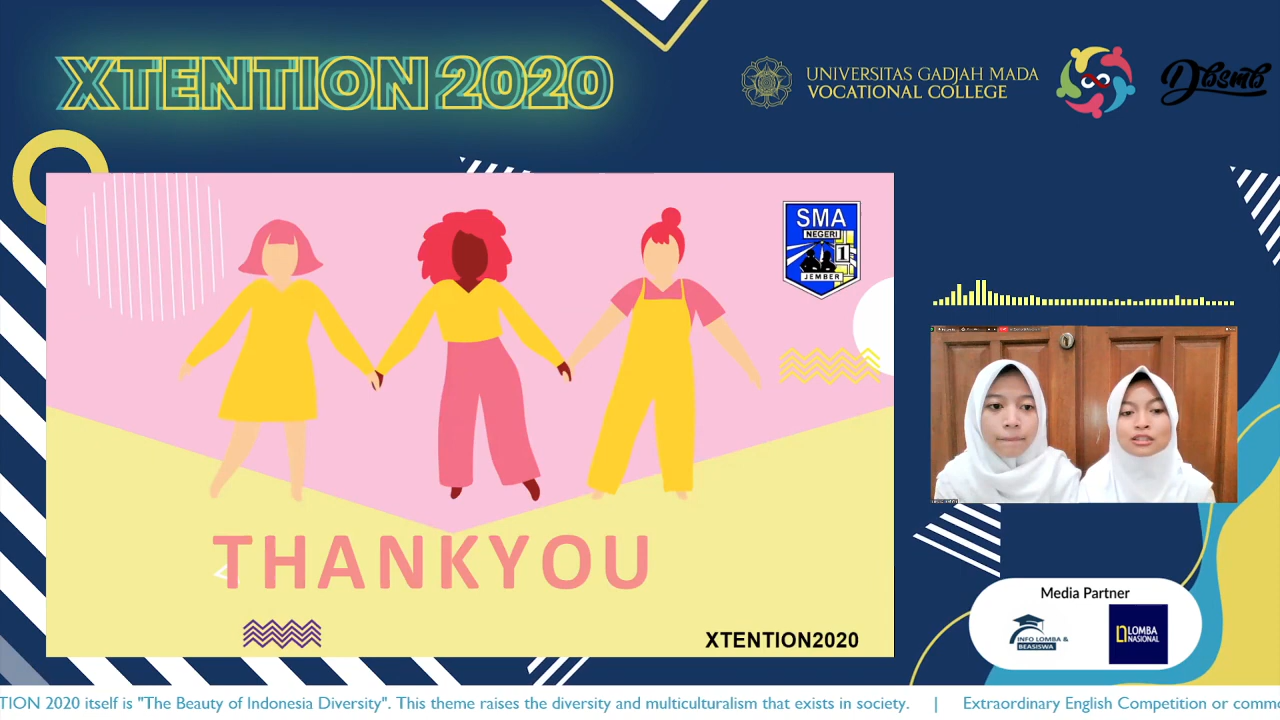 XTENTION 2020
UNIVERSITAS GADJAH MADA
VOCATIONAL COLLEGE
Dbsmb
SMA
NEGERI
1
JEMBER
THANKYOU
XTENTION2020
Media Partner
INFO LOMBA &
BEASISWA
LOMBA
NASIONAL
TION 2020 itself is "The Beauty of Indonesia Diversity". This theme raises the diversity and multiculturalism that exists in society. | Extraordinary English Competition or comm